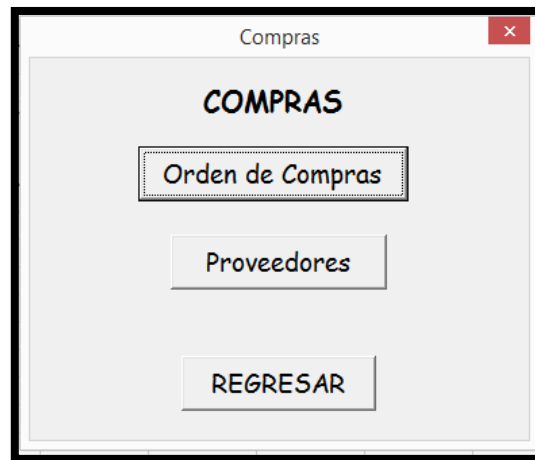 Compras
COMPRAS
Orden de Compras
Proveedores
REGRESAR